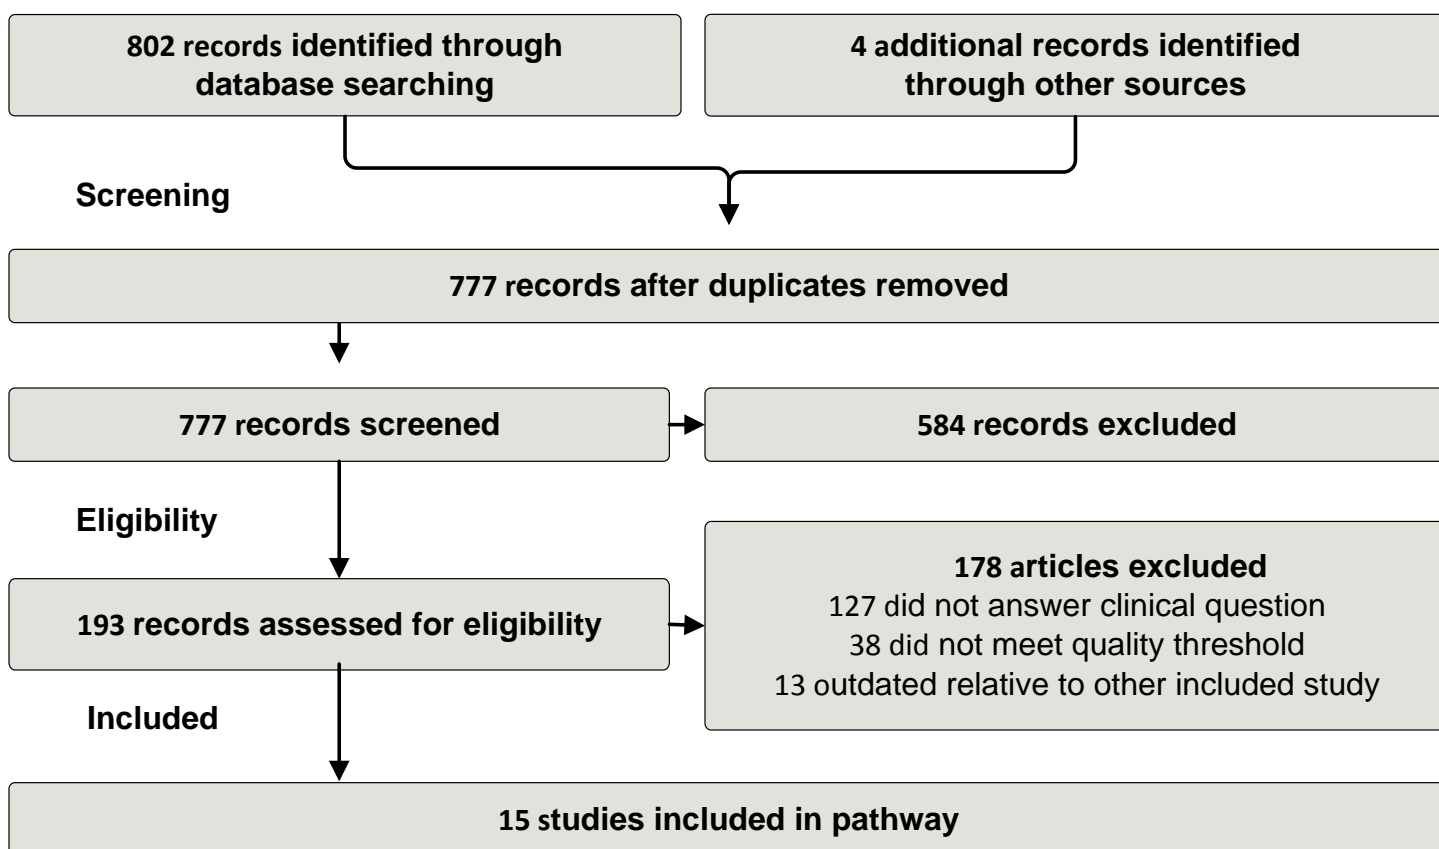 802 records identified through
database searching
4 additional records identified
through other sources
Screening
777 records after duplicates removed
777 records screened
584 records excluded
Eligibility
193 records assessed for eligibility
178 articles excluded
127 did not answer clinical question
38 did not meet quality threshold
13 outdated relative to other included study
Included
15 studies included in pathway